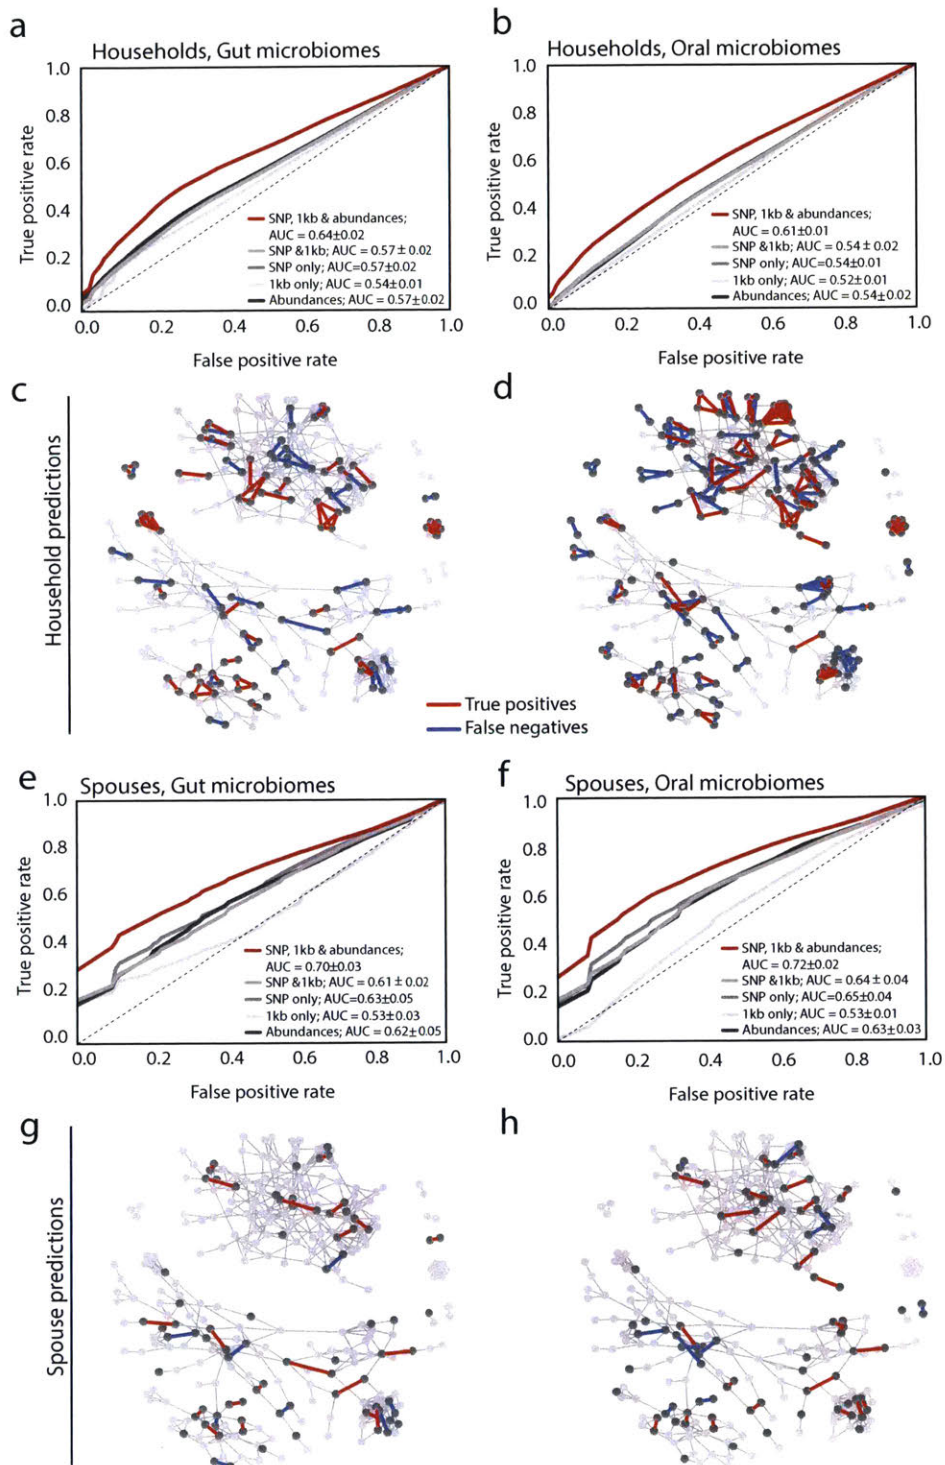 a
Households, Gut microbiomes
1.0
0.8
0.6
0.4
0.2
0.0
True positive rate
SNP, 1kb & abundances;
AUC = 0.64±0.02
SNP &1kb; AUC = 0.57±0.02
SNP only; AUC=0.57±0.02
1kb only; AUC = 0.54±0.01
Abundances; AUC = 0.57±0.02
0.0 0.2 0.4 0.6 0.8 1.0
False positive rate
b
Households, Oral microbiomes
1.0
0.8
0.6
0.4
0.2
0.0
True positive rate
SNP, 1kb & abundances;
AUC = 0.61±0.01
SNP &1kb; AUC = 0.54±0.02
SNP only; AUC=0.54±0.01
1kb only; AUC = 0.52±0.01
Abundances; AUC = 0.54±0.02
0.0 0.2 0.4 0.6 0.8 1.0
False positive rate
c
d
Household predictions
True positives
False negatives
e
Spouses, Gut microbiomes
1.0
0.8
0.6
0.4
0.2
0.0
True positive rate
SNP, 1kb & abundances;
AUC = 0.70±0.03
SNP &1kb; AUC = 0.61±0.02
SNP only; AUC=0.63±0.05
1kb only; AUC = 0.53±0.03
Abundances; AUC = 0.62±0.05
0.0 0.2 0.4 0.6 0.8 1.0
False positive rate
f
Spouses, Oral microbiomes
1.0
0.8
0.6
0.4
0.2
0.0
True positive rate
SNP, 1kb & abundances;
AUC = 0.72±0.02
SNP &1kb; AUC = 0.64±0.04
SNP only; AUC=0.65±0.04
1kb only; AUC = 0.53±0.01
Abundances; AUC = 0.63±0.03
0.0 0.2 0.4 0.6 0.8 1.0
False positive rate
g
h
Spouse predictions